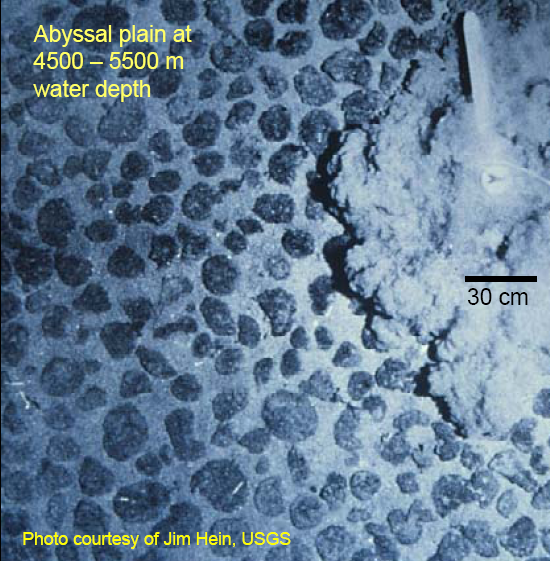 Abyssal plain at
4500 – 5500 m
water depth
30 cm
Photo courtesy of Jim Hein, USGS